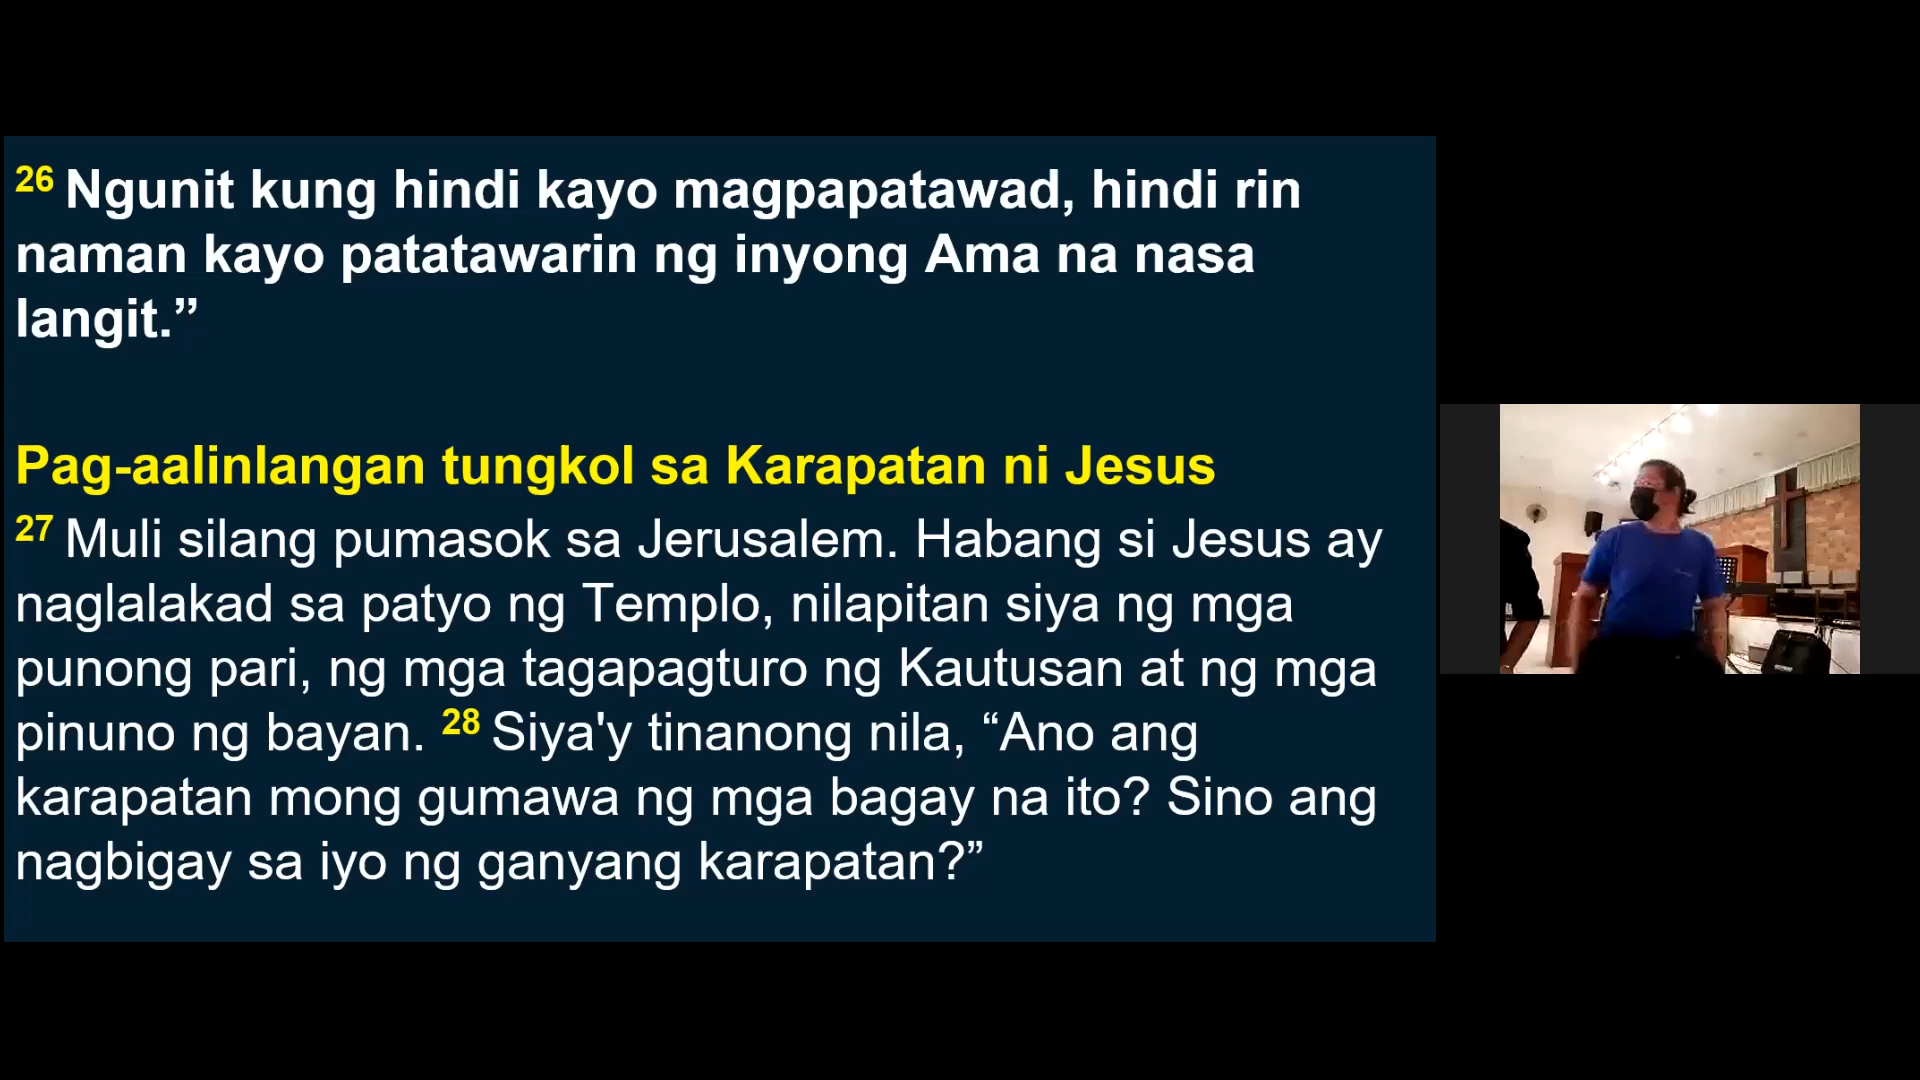 26 Ngunit kung hindi kayo magpapatawad, hindi rin
naman kayo patatawarin ng inyong Ama na nasa
langit.”
Pag-aalinlangan tungkol sa Karapatan ni Jesus
27 Muli silang pumasok sa Jerusalem. Habang si Jesus ay
naglalakad sa patyo ng Templo, nilapitan siya ng mga
punong pari, ng mga tagapagturo ng Kautusan at ng mga
pinuno ng bayan. 28 Siya'y tinanong nila, “Ano ang
karapatan mong gumawa ng mga bagay na ito? Sino ang
nagbigay sa iyo ng ganyang karapatan?”